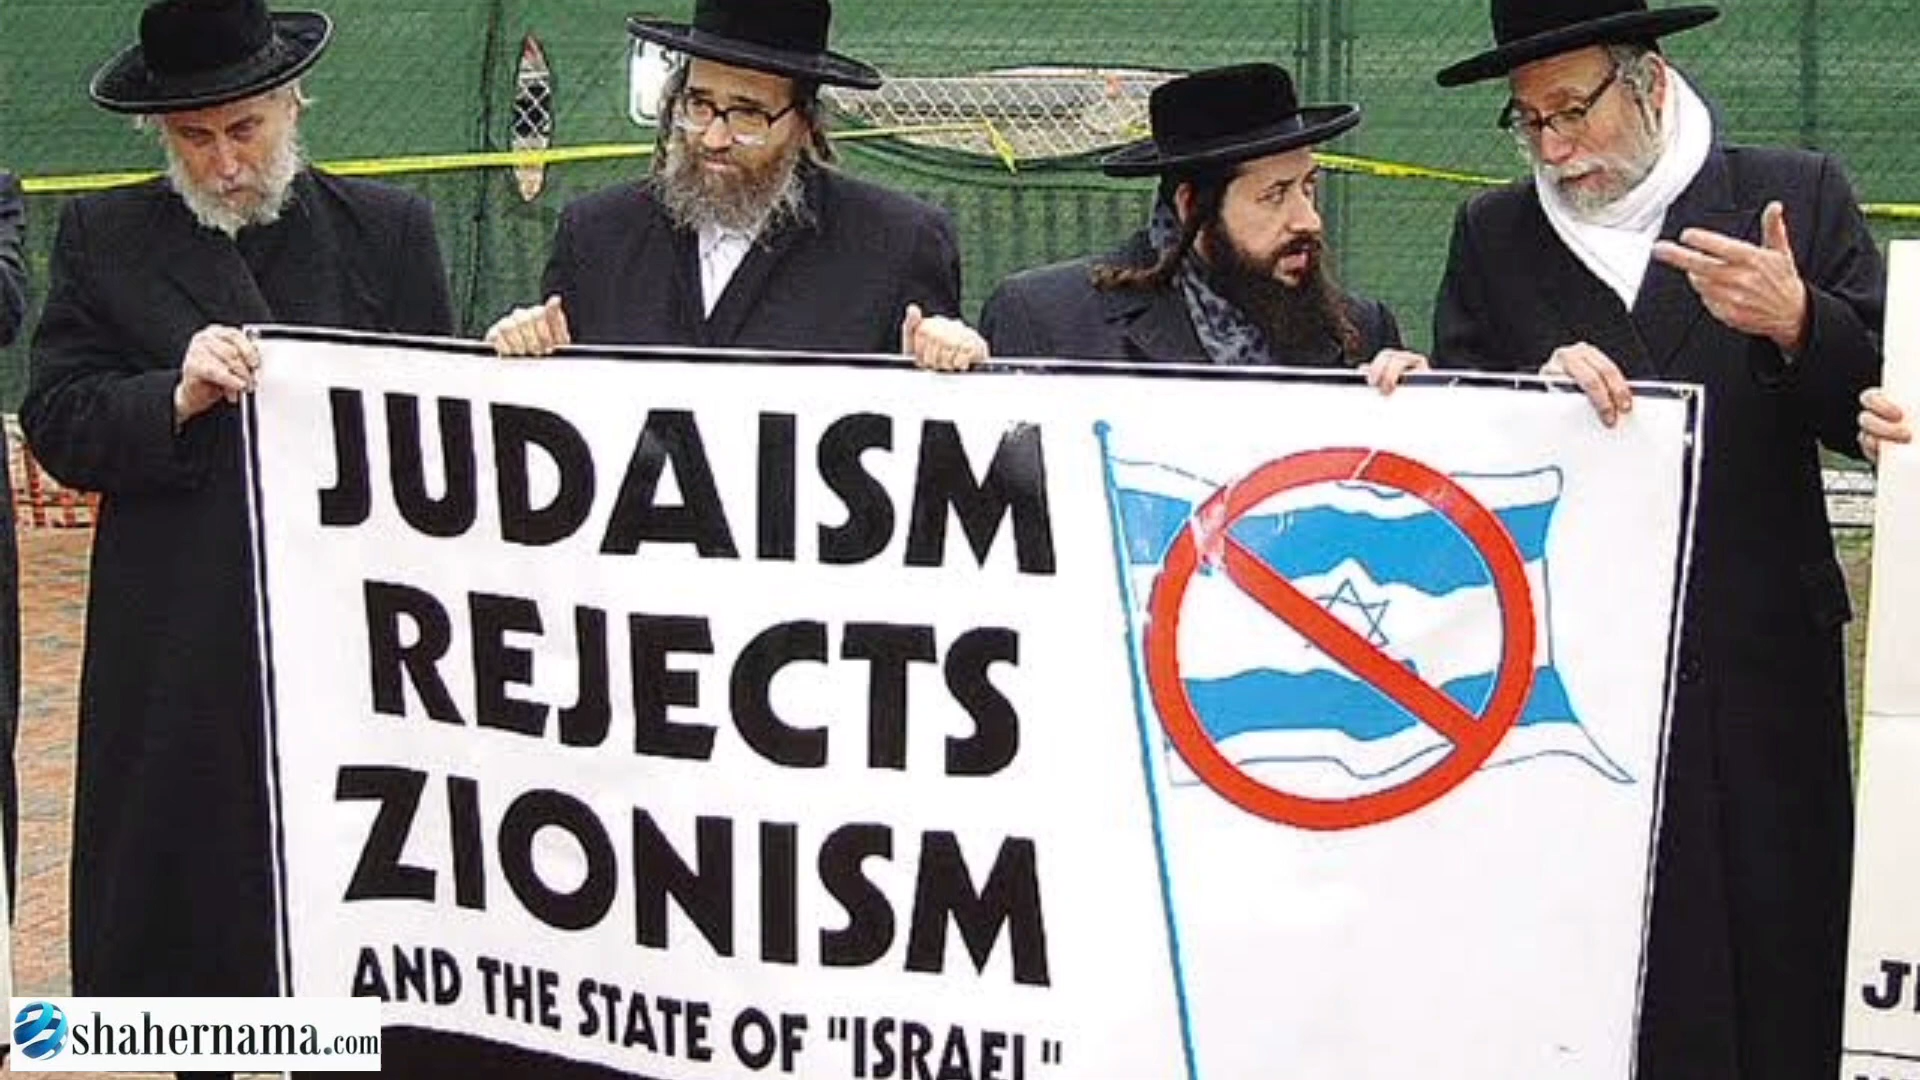 JUDAISM
REJECTS
ZIONISM
AND THE STATE OF "ISRAEL"
shahernama.com